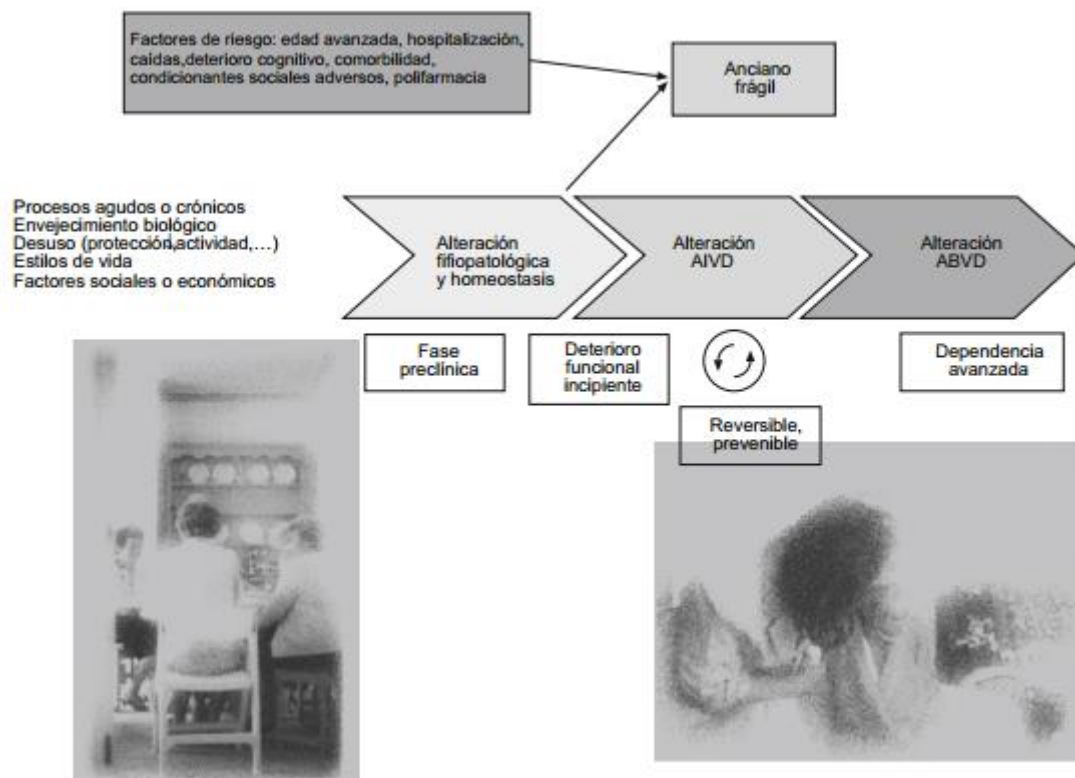 Factores de riesgo: edad avanzada, hospitalización,
caídas,deterioro cognitivo, comorbilidad,
condicionantes sociales adversos, polifarmacia
Anciano
frágil
Procesos agudos o crónicos
Envejecimiento biológico
Desuso (protección,actividad,...)
Estilos de vida
Factores sociales o económicos
Alteración
fifiopatológica
y homeostasis
Alteración
AIVD
Alteración
ABVD
Fase
preclínica
Deterioro
funcional
incipiente
Reversible,
prevenible
Dependencia
avanzada